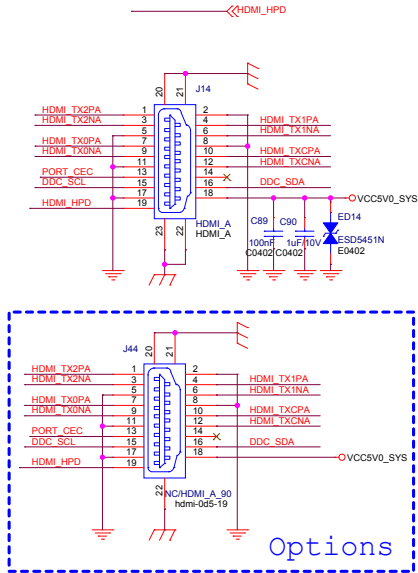 HDMI_HPD
20
21
J14
HDMI_TX2PA 1 2
HDMI_TX2NA 3 4 HDMI_TX1PA
5 6 HDMI_TX1NA
HDMI_TX0PA 7 8
HDMI_TX0NA 9 10 HDMI_TXCPA
11 12 HDMI_TXCNA
PORT_CEC 13 14
DDC_SCL 15 16 DDC_SDA
17 18 VCC5V0_SYS
HDMI_HPD 19
23
22
HDMI_A
HDMI_A
C89 C90
100nF 1uF/10V
C0402 C0402
ED14
ESD5451N
E0402
J44
20
21
HDMI_TX2PA 1 2
HDMI_TX2NA 3 4 HDMI_TX1PA
5 6 HDMI_TX1NA
HDMI_TX0PA 7 8
HDMI_TX0NA 9 10 HDMI_TXCPA
11 12 HDMI_TXCNA
PORT_CEC 13 14
DDC_SCL 15 16 DDC_SDA
17 18 VCC5V0_SYS
HDMI_HPD 19
22
NC/HDMI_A_90
hdmi-0d5-19
Options